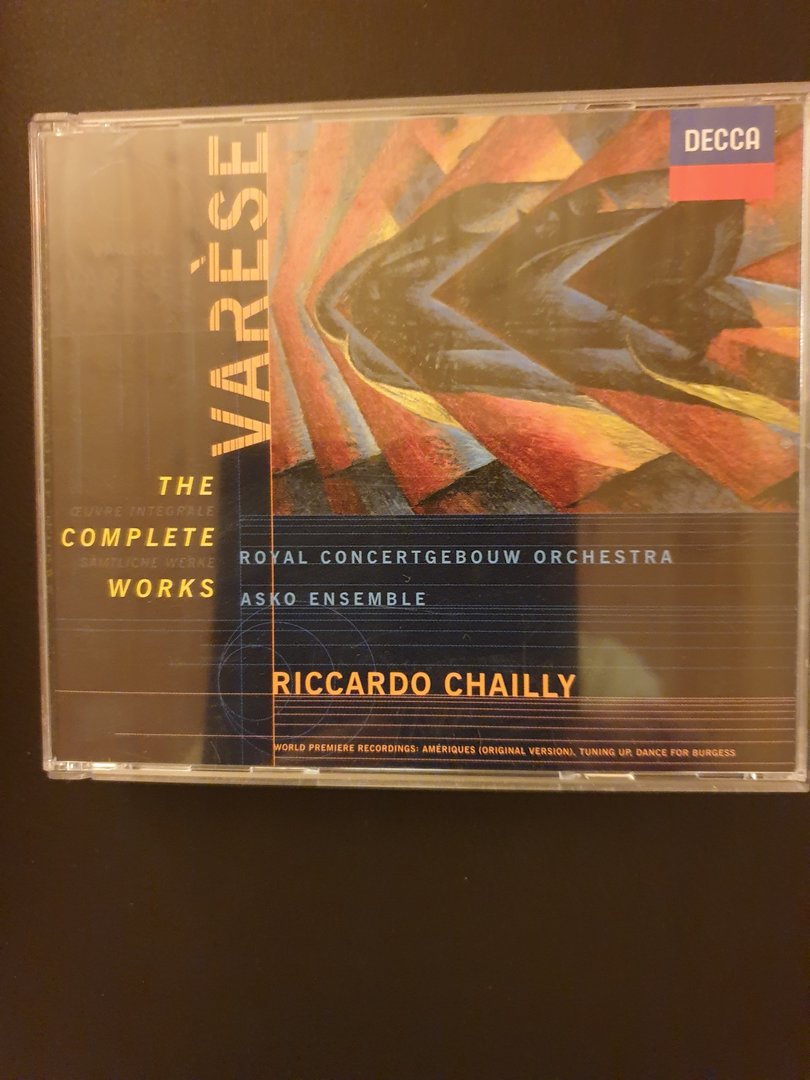 DECCA
VARÈSE
THE
ŒUVRE INTEGRALE
COMPLETE
SÄMTLICHE WERKE
WORKS
ROYAL CONCERTGEBOUW ORCHESTRA
ASKO ENSEMBLE
RICCARDO CHAILLY
WORLD PREMIERE RECORDINGS: AMÉRIQUES (ORIGINAL VERSION), TUNING UP, DANCE FOR BURGESS